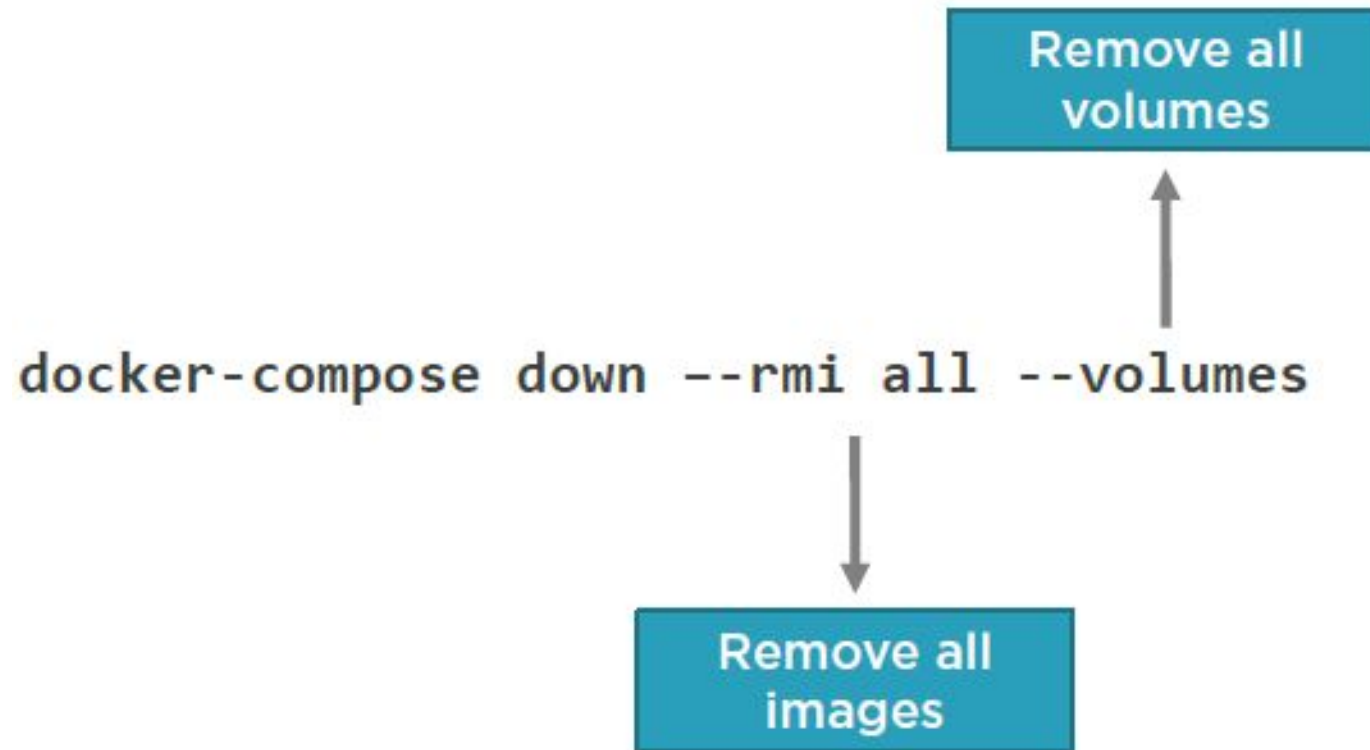 Remove all
volumes
docker-compose down –-rmi all --volumes
Remove all
images